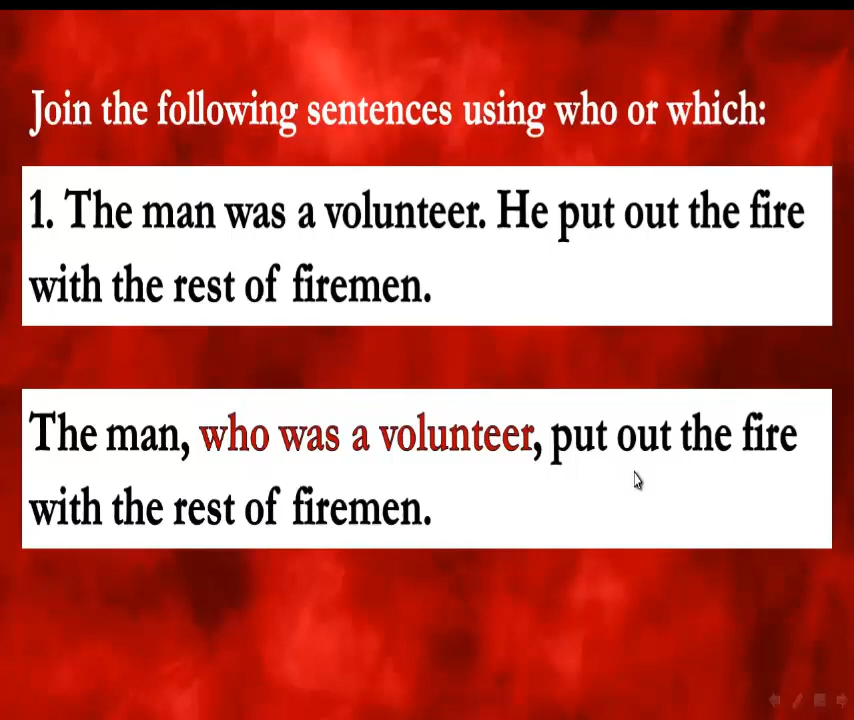 Join the following sentences using who or which:
1. The man was a volunteer. He put out the fire
with the rest of firemen.
The man, who was a volunteer, put out the fire
with the rest of firemen.